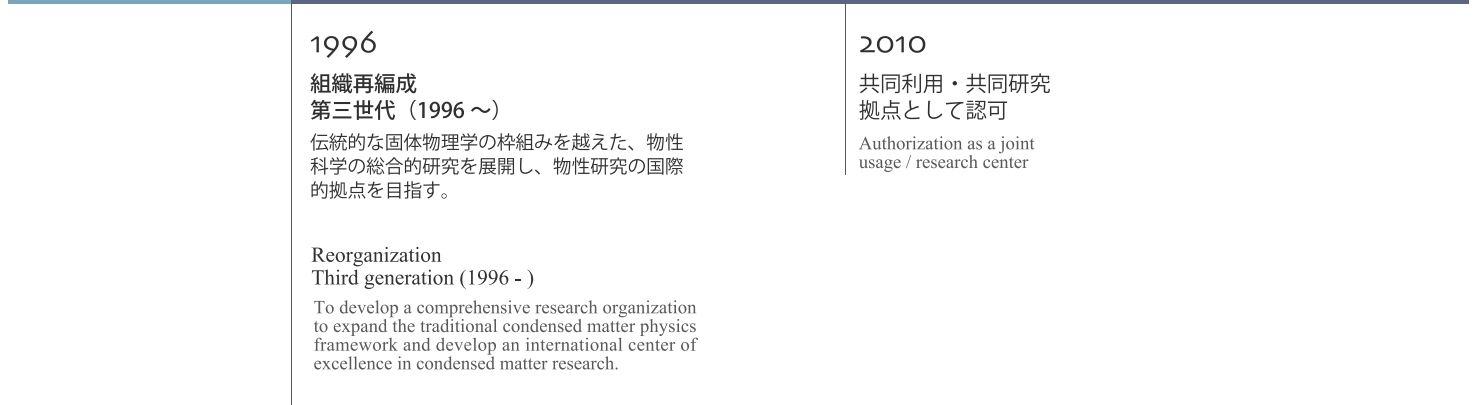 1996
組織再編成
第三世代（1996 ～）
伝統的な固体物理学の枠組みを越えた、物性
科学の総合的研究を展開し、物性研究の国際
的拠点を目指す。
Reorganization
Third generation (1996 - )
To develop a comprehensive research organization
to expand the traditional condensed matter physics
framework and develop an international center of
excellence in condensed matter research.
2010
共同利用・共同研究
拠点として認可
Authorization as a joint
usage / research center